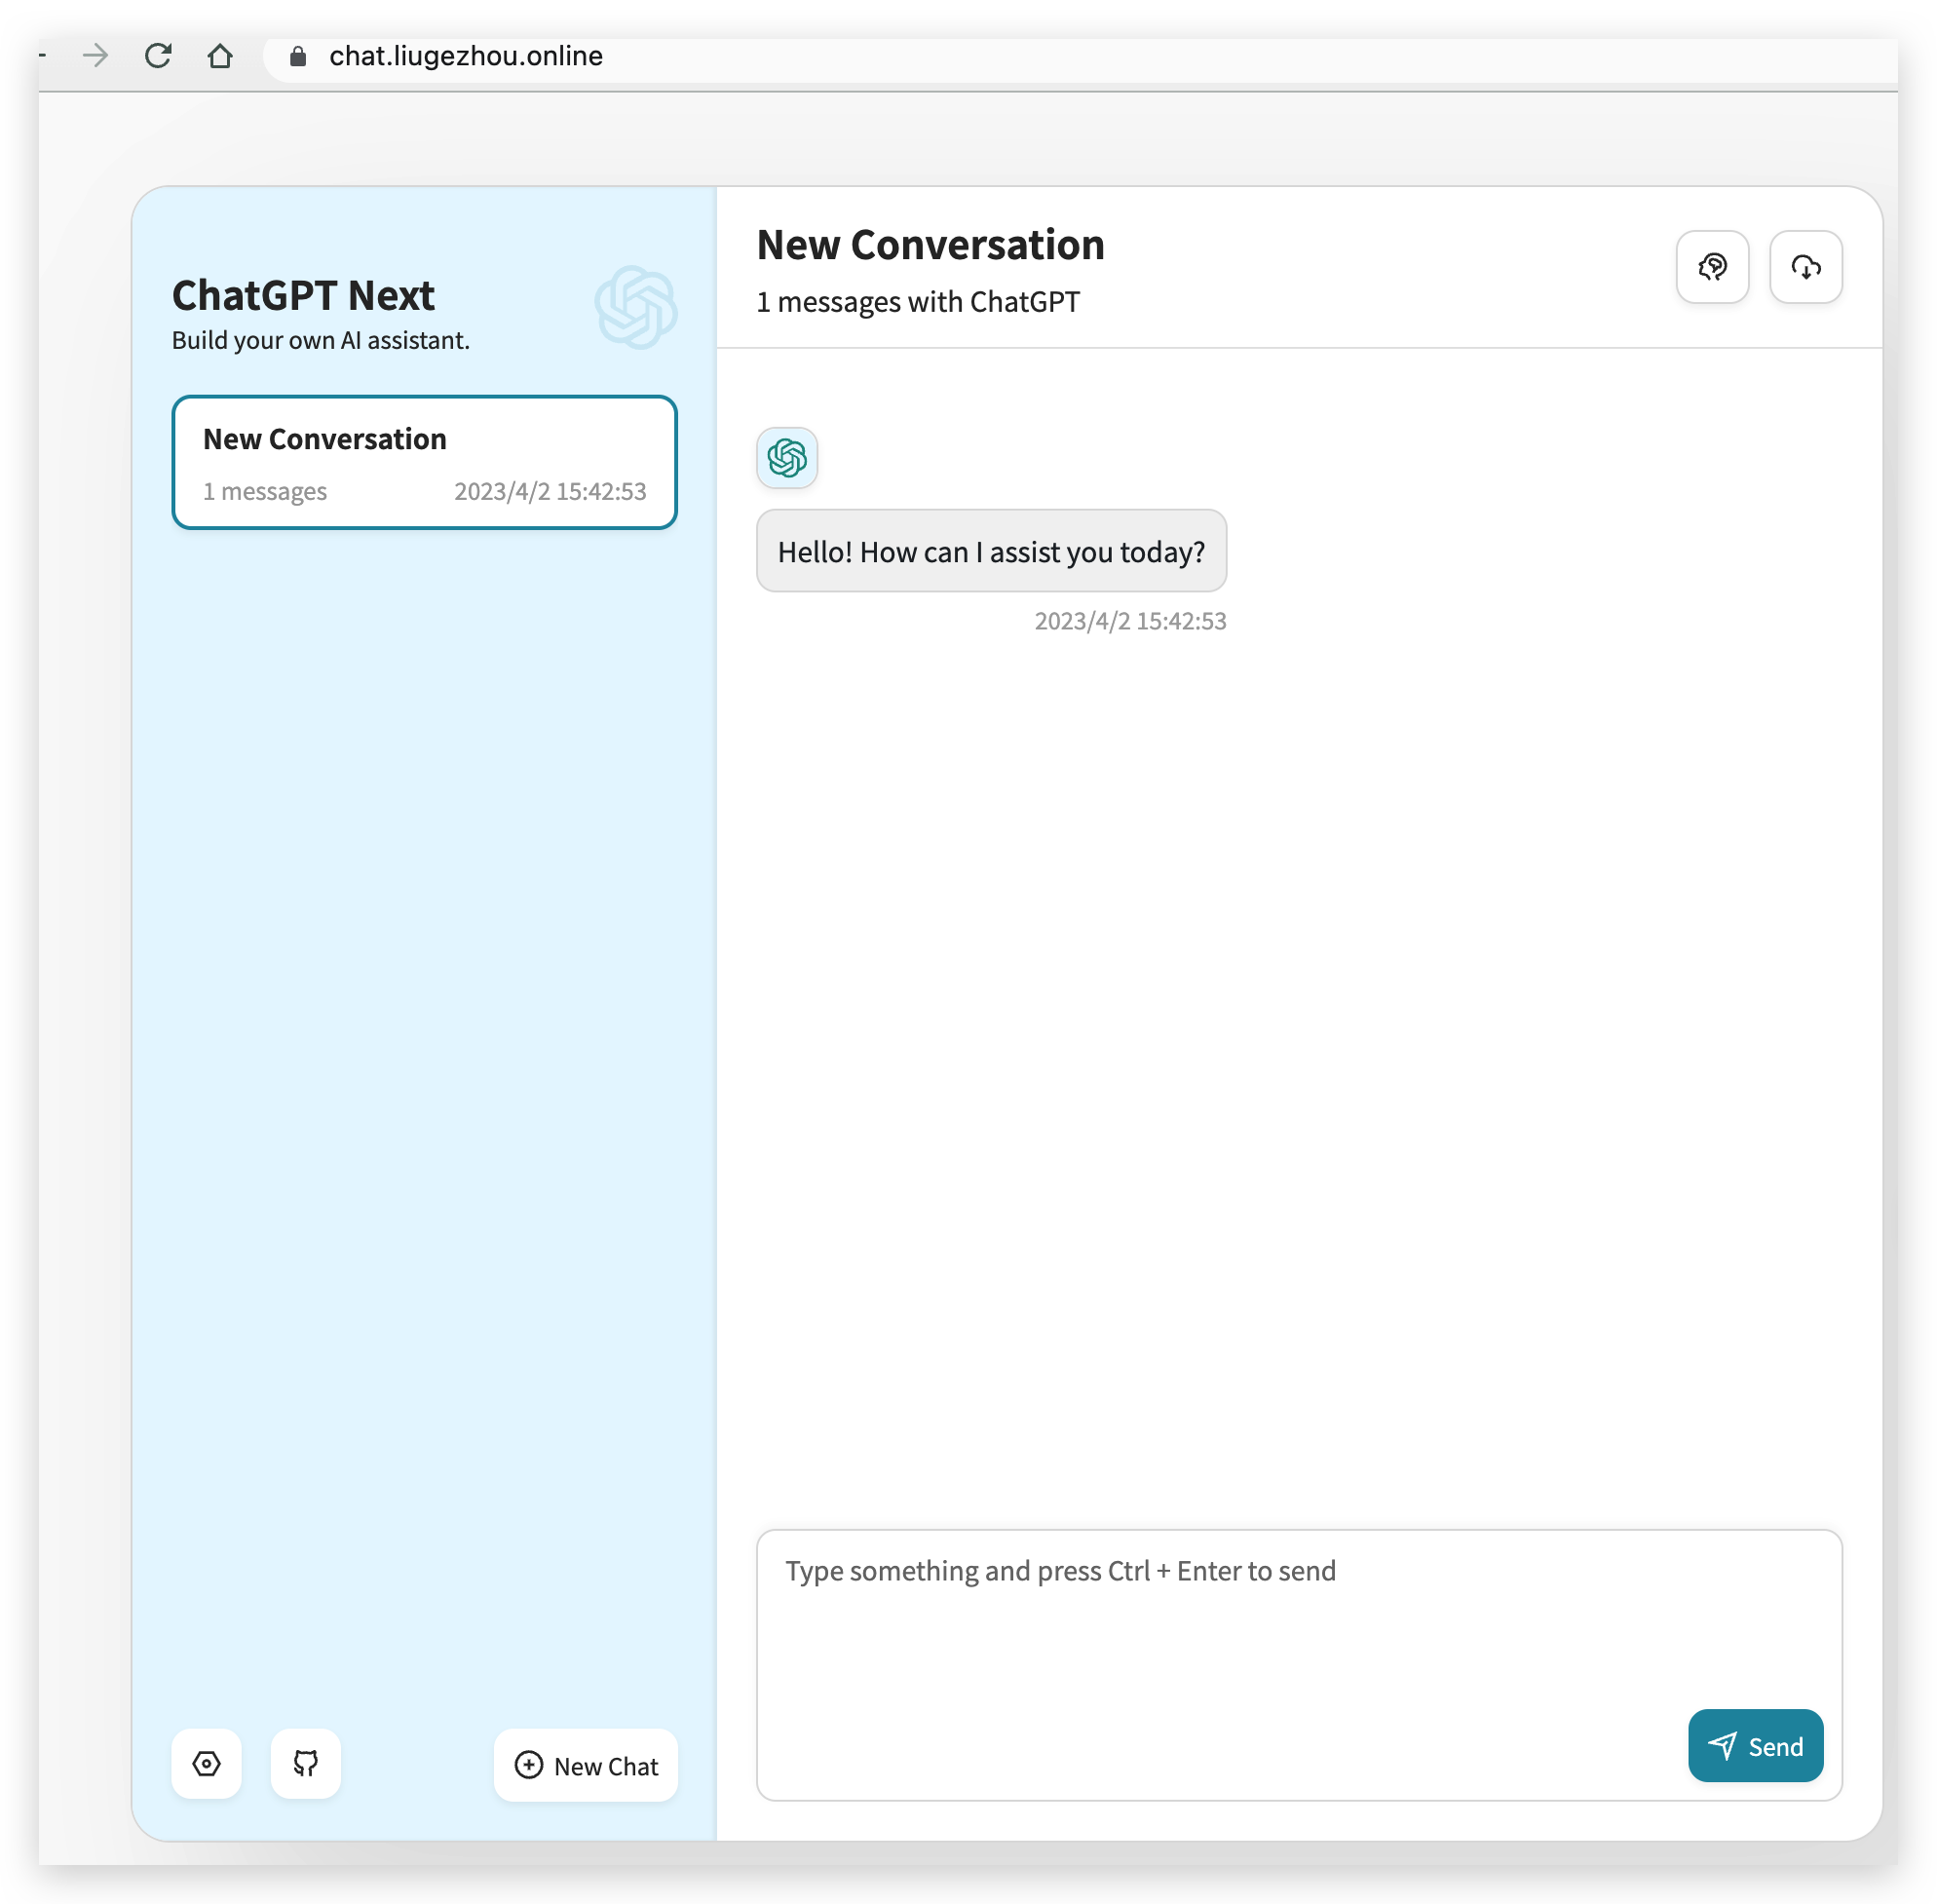 chat.liugezhou.online
ChatGPT Next
Build your own AI assistant.
New Conversation
1 messages 2023/4/2 15:42:53
New Chat
New Conversation
1 messages with ChatGPT
Hello! How can I assist you today?
2023/4/2 15:42:53
Type something and press Ctrl + Enter to send
Send